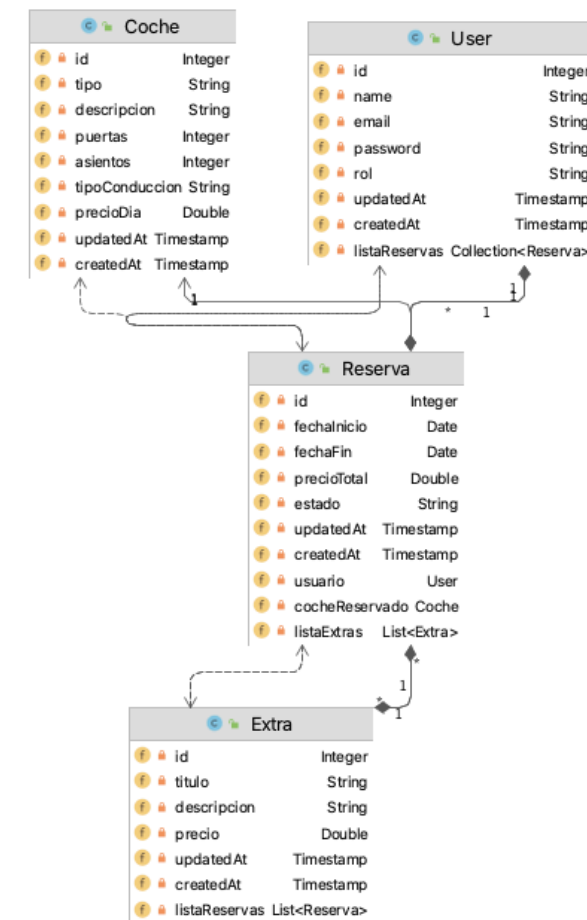 Coche
id Integer
tipo String
descripcion String
puertas Integer
asientos Integer
tipoConduccion String
precioDia Double
updatedAt Timestamp
createdAt Timestamp
User
id Integer
name String
email String
password String
rol String
updatedAt Timestamp
createdAt Timestamp
listaReservas Collection<Reserva>
1
1
1
*
1
Reserva
id Integer
fechaInicio Date
fechaFin Date
precioTotal Double
estado String
updatedAt Timestamp
createdAt Timestamp
usuario User
cocheReservado Coche
listaExtras List<Extra>
*
1
*
1
Extra
id Integer
titulo String
descripcion String
precio Double
updatedAt Timestamp
createdAt Timestamp
listaReservas List<Reserva>